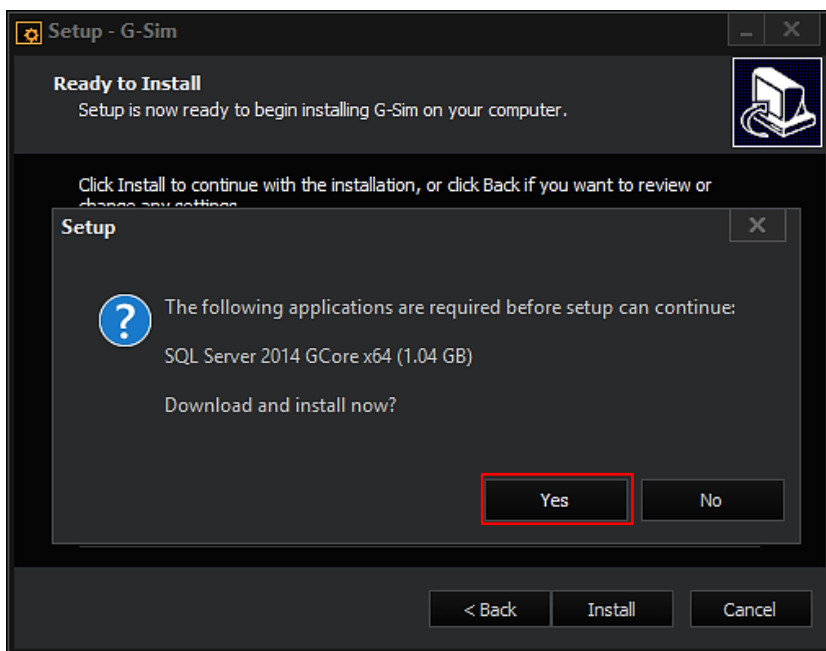 Setup - G-Sim
Ready to Install
Setup is now ready to begin installing G-Sim on your computer.
Click Install to continue with the installation, or click Back if you want to review or
change any settings
Setup
The following applications are required before setup can continue:
SQL Server 2014 GCore x64 (1.04 GB)
Download and install now?
Yes
No
< Back
Install
Cancel